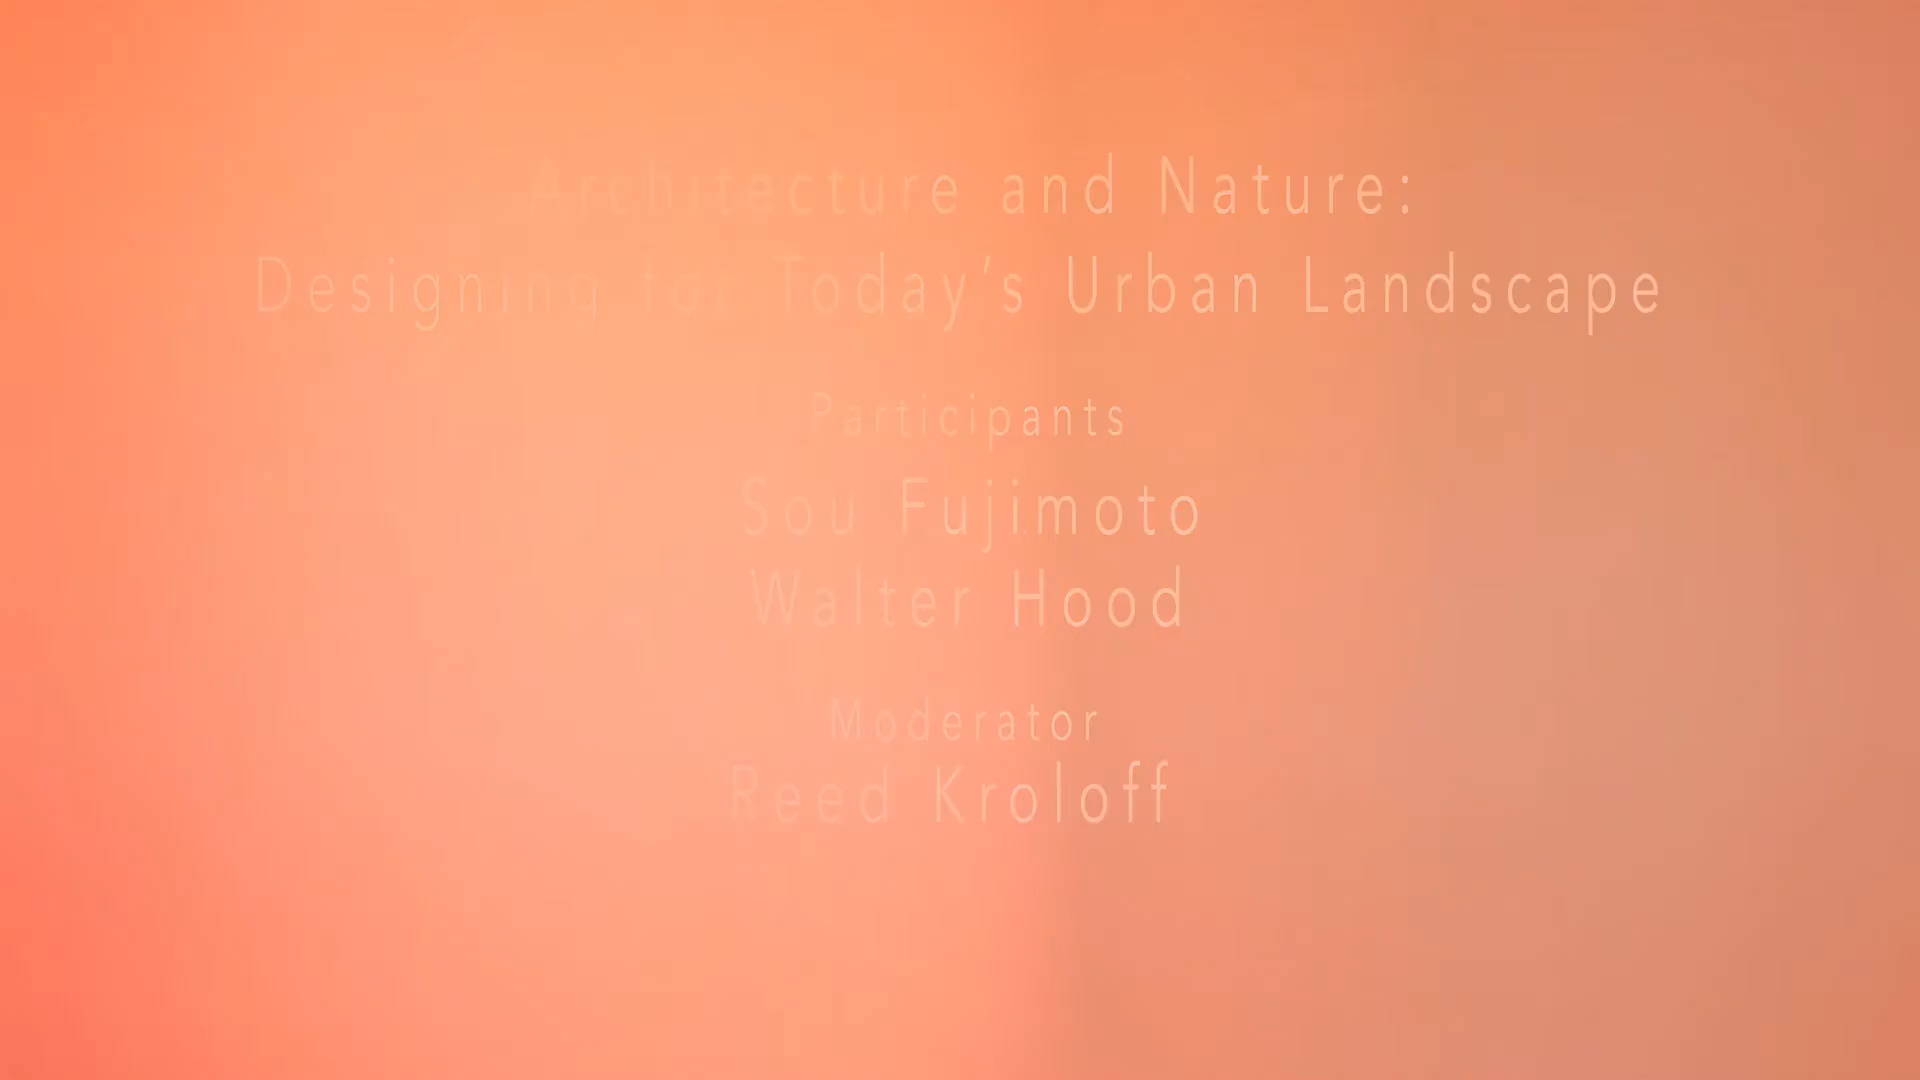 Architecture and Nature:
Designing for Today’s Urban Landscape
Participants
Sou Fujimoto
Walter Hood
Moderator
Reed Kroloff